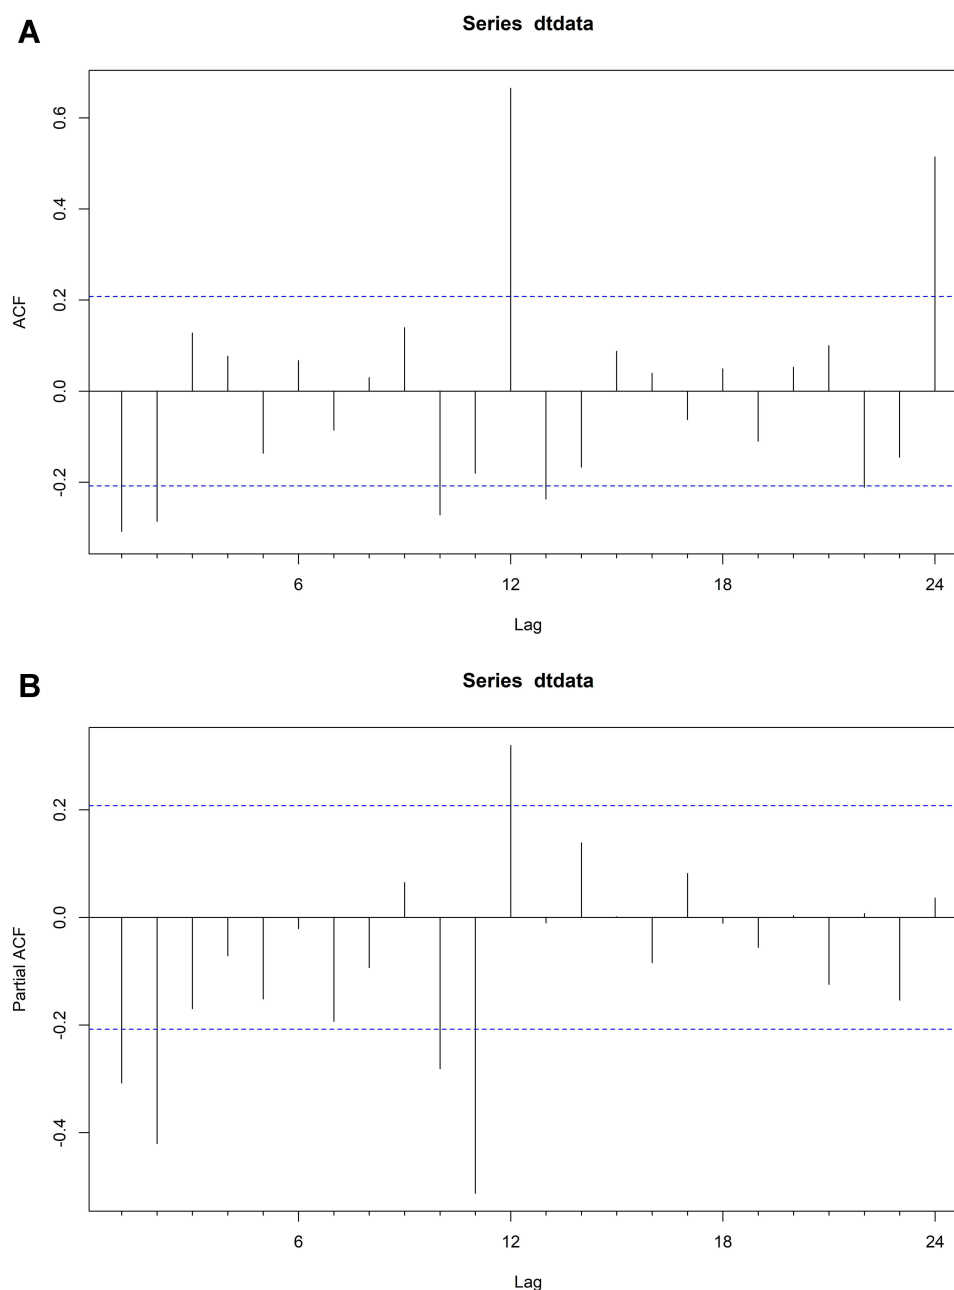 A
Series dtdata
ACF
0.6
0.4
0.2
0.0
-0.2
6 12 18 24
Lag
B
Series dtdata
Partial ACF
0.2
0.0
-0.2
-0.4
6 12 18 24
Lag